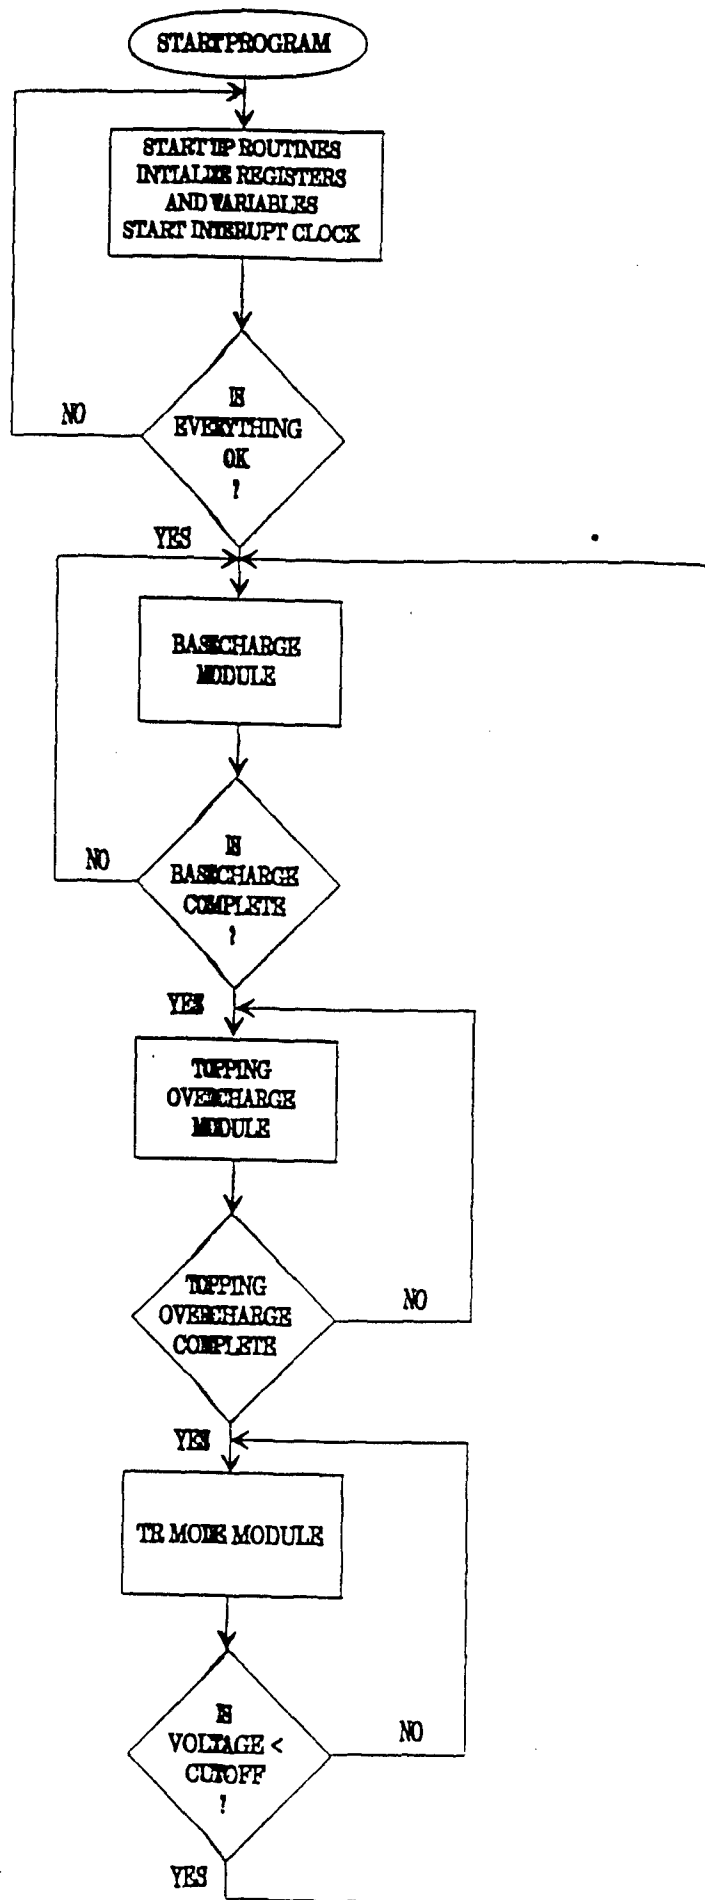 START PROGRAM
START UP ROUTINES
INTIALIZE REGISTERS
AND VARIABLES
START INTERUPT CLOCK
IS
EVERYTHING
OK
?
NO
YES
BASE CHARGE
MODULE
IS
BASE CHARGE
COMPLETE
?
NO
YES
TOPPING
OVERCHARGE
MODULE
TOPPING
OVERCHARGE
COMPLETE
NO
YES
TR MODE MODULE
IS
VOLTAGE <
CUTOFF
?
NO
YES